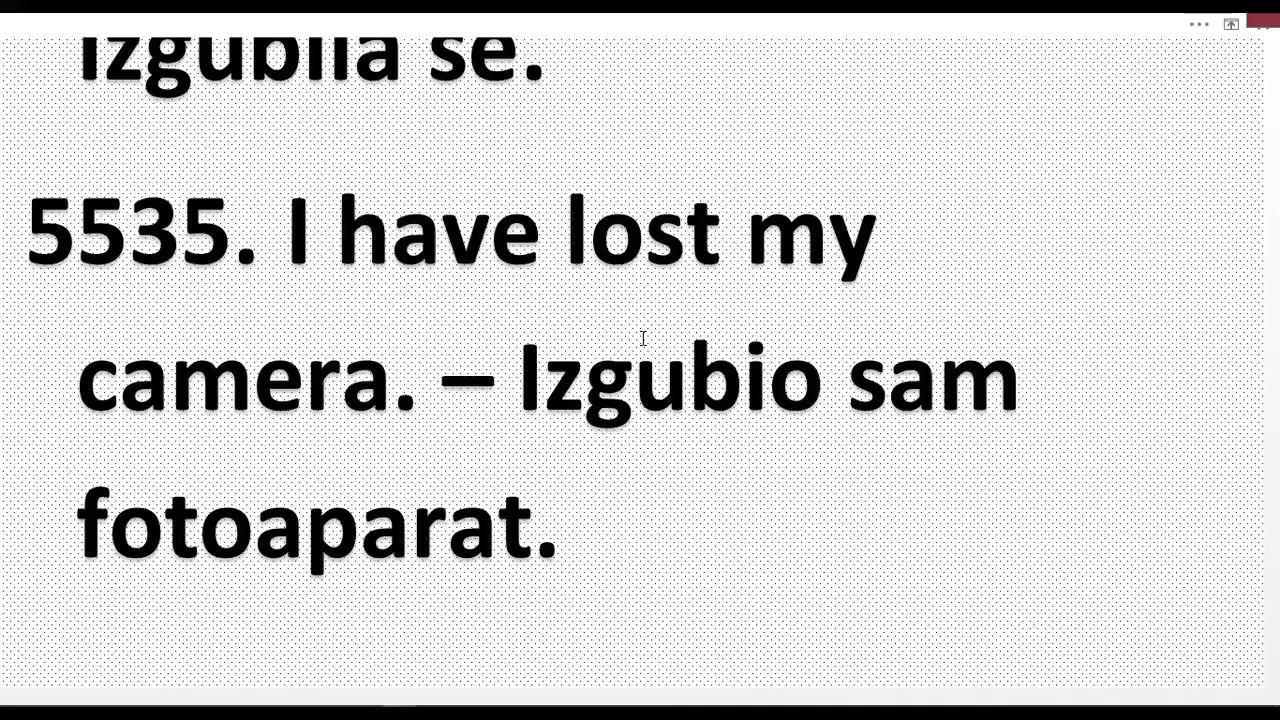 Izgubila se.
5535. I have lost my
camera. – Izgubio sam
fotoaparat.